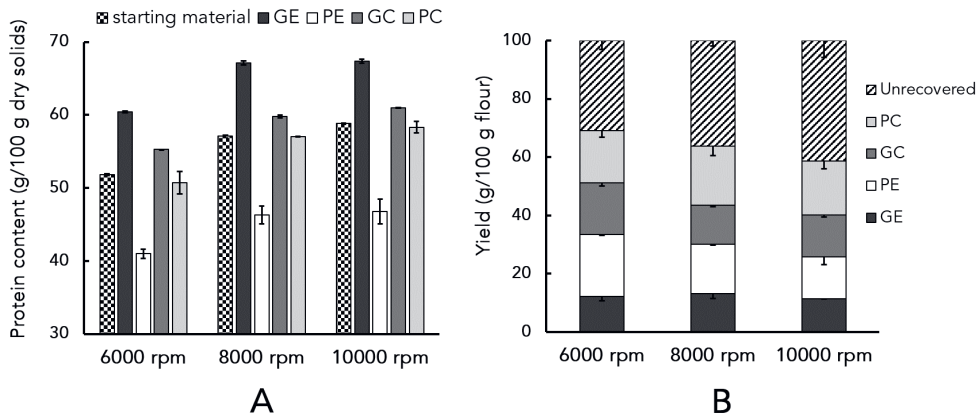 starting material GE PE GC PC
Protein content (g/100 g dry solids)
70
60
50
40
30
6000 rpm 8000 rpm 10000 rpm
A
Yield (g/100 g flour)
100
80
60
40
20
0
6000 rpm 8000 rpm 10000 rpm
Unrecovered
PC
GC
PE
GE
B